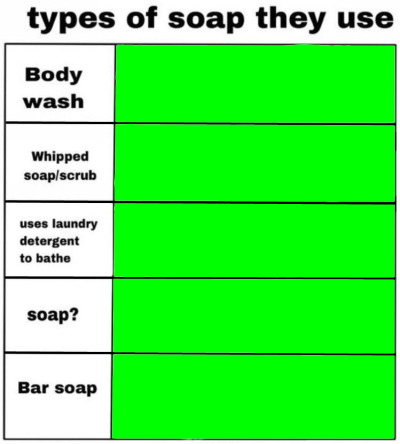 types of soap they use
Body
wash
Whipped
soap/scrub
uses laundry
detergent
to bathe
soap?
Bar soap